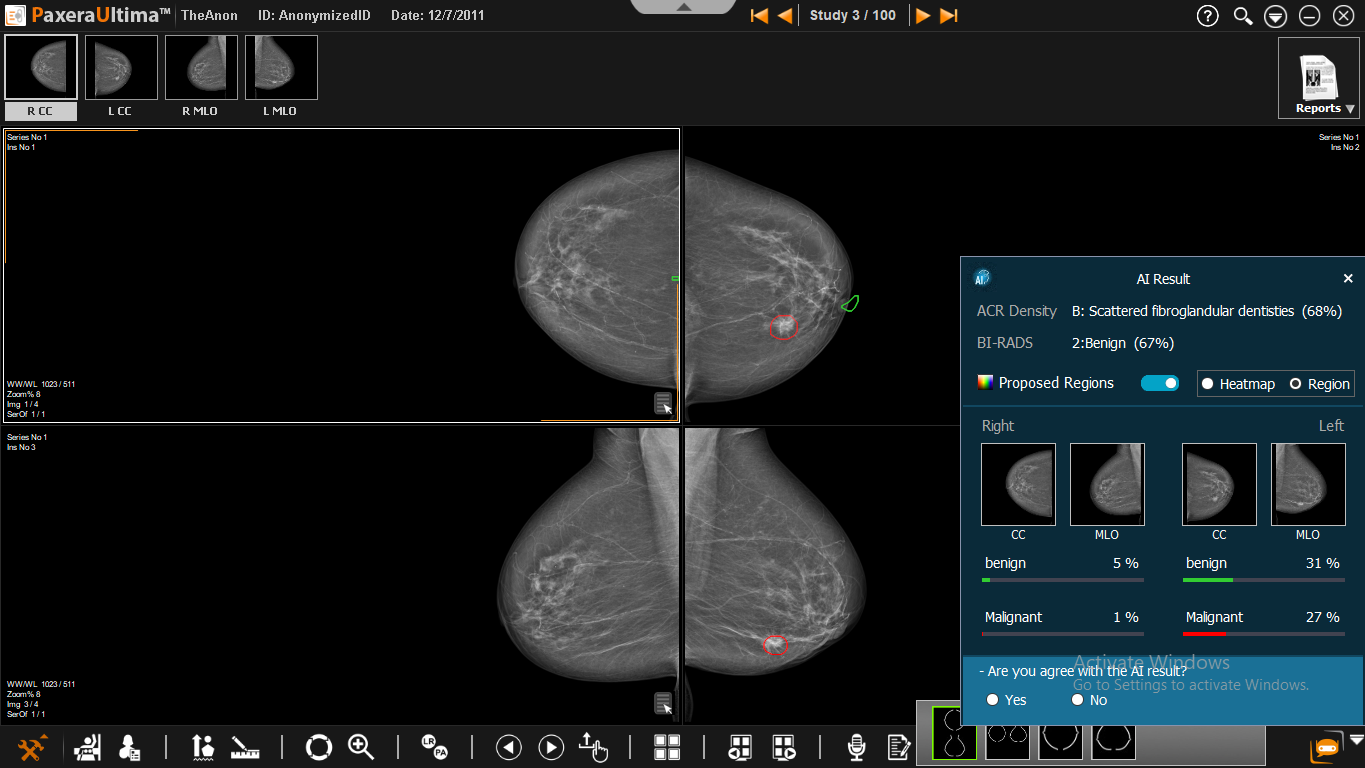 PaxeraUltima™ TheAnon ID: AnonymizedID Date: 12/7/2011 Study 3 / 100
R CC L CC R MLO L MLO
Reports
Series No 1
Ins No 1
Series No 1
Ins No 2
WW/WL 1023 / 511
Zoom% 8
Img 1 / 4
SerOf 1 / 1
Series No 1
Ins No 3
WW/WL 1023 / 511
Zoom% 8
Img 3 / 4
SerOf 1 / 1
AI
AI Result
ACR Density B: Scattered fibroglandular dentisties (68%)
BI-RADS 2:Benign (67%)
Proposed Regions Heatmap Region
Right Left
CC MLO CC MLO
benign 5 % benign 31 %
Malignant 1 % Malignant 27 %
Activate Windows
- Are you agree with the AI result?
Go to Settings to activate Windows.
Yes No
LR
PA